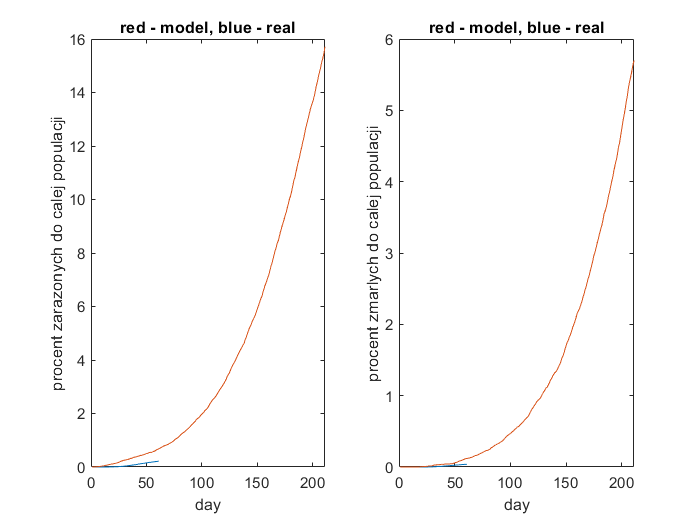 red - model, blue - real
procent zarazonych do calej populacji
16
14
12
10
8
6
4
2
0
0 50 100 150 200
day
red - model, blue - real
procent zmarlych do calej populacji
6
5
4
3
2
1
0
0 50 100 150 200
day